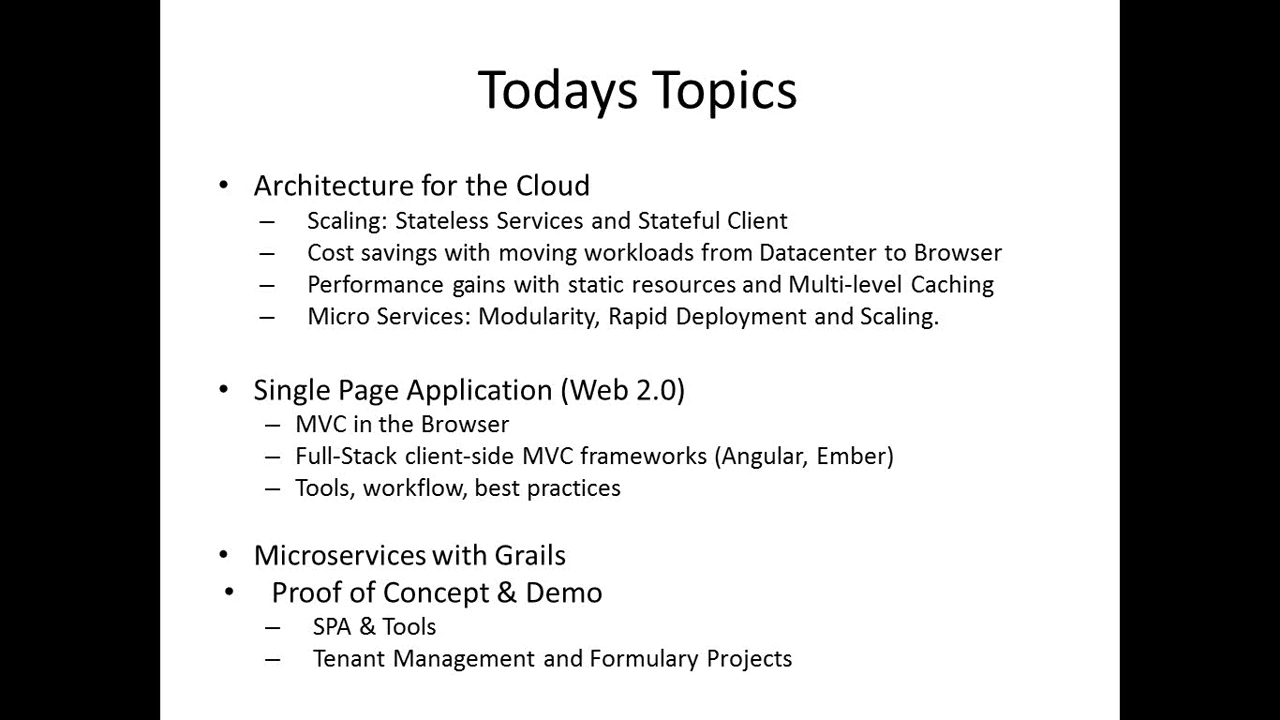 Todays Topics
• Architecture for the Cloud
– Scaling: Stateless Services and Stateful Client
– Cost savings with moving workloads from Datacenter to Browser
– Performance gains with static resources and Multi-level Caching
– Micro Services: Modularity, Rapid Deployment and Scaling.
• Single Page Application (Web 2.0)
– MVC in the Browser
– Full-Stack client-side MVC frameworks (Angular, Ember)
– Tools, workflow, best practices
• Microservices with Grails
• Proof of Concept & Demo
– SPA & Tools
– Tenant Management and Formulary Projects